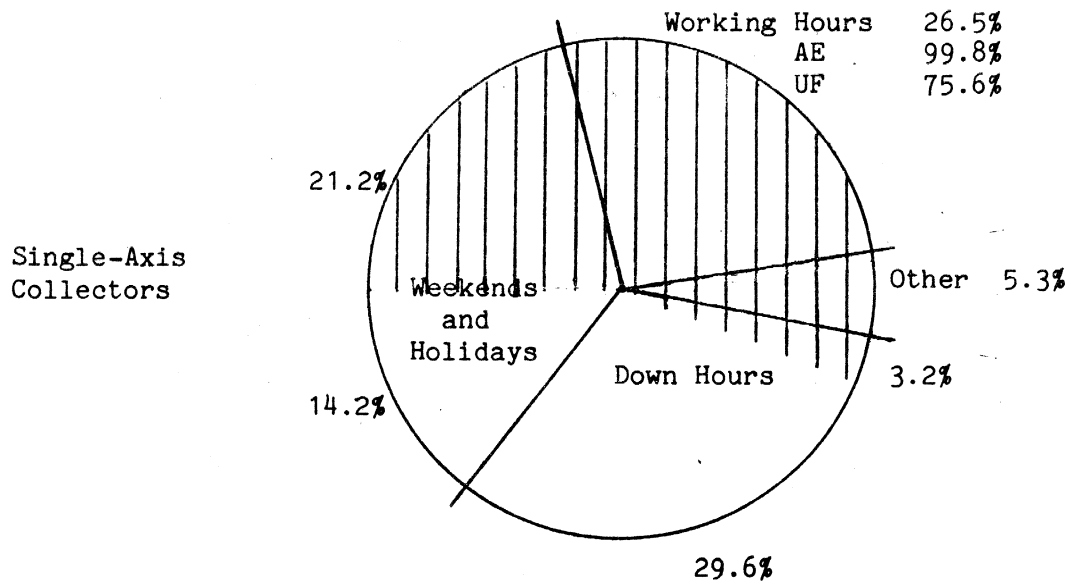 Working Hours 26.5%
AE 99.8%
UF 75.6%
21.2%
Single-Axis
Collectors
Other 5.3%
Weekends
and
Holidays
Down Hours
3.2%
14.2%
29.6%